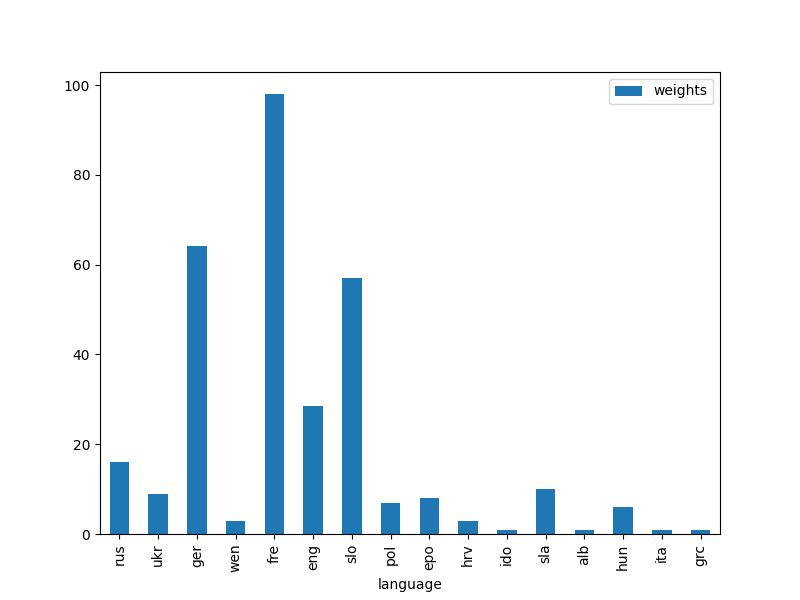 weights
100
80
60
40
20
0
rus ukr ger wen fre eng slo pol epo hrv ido sla alb hun ita grc
language